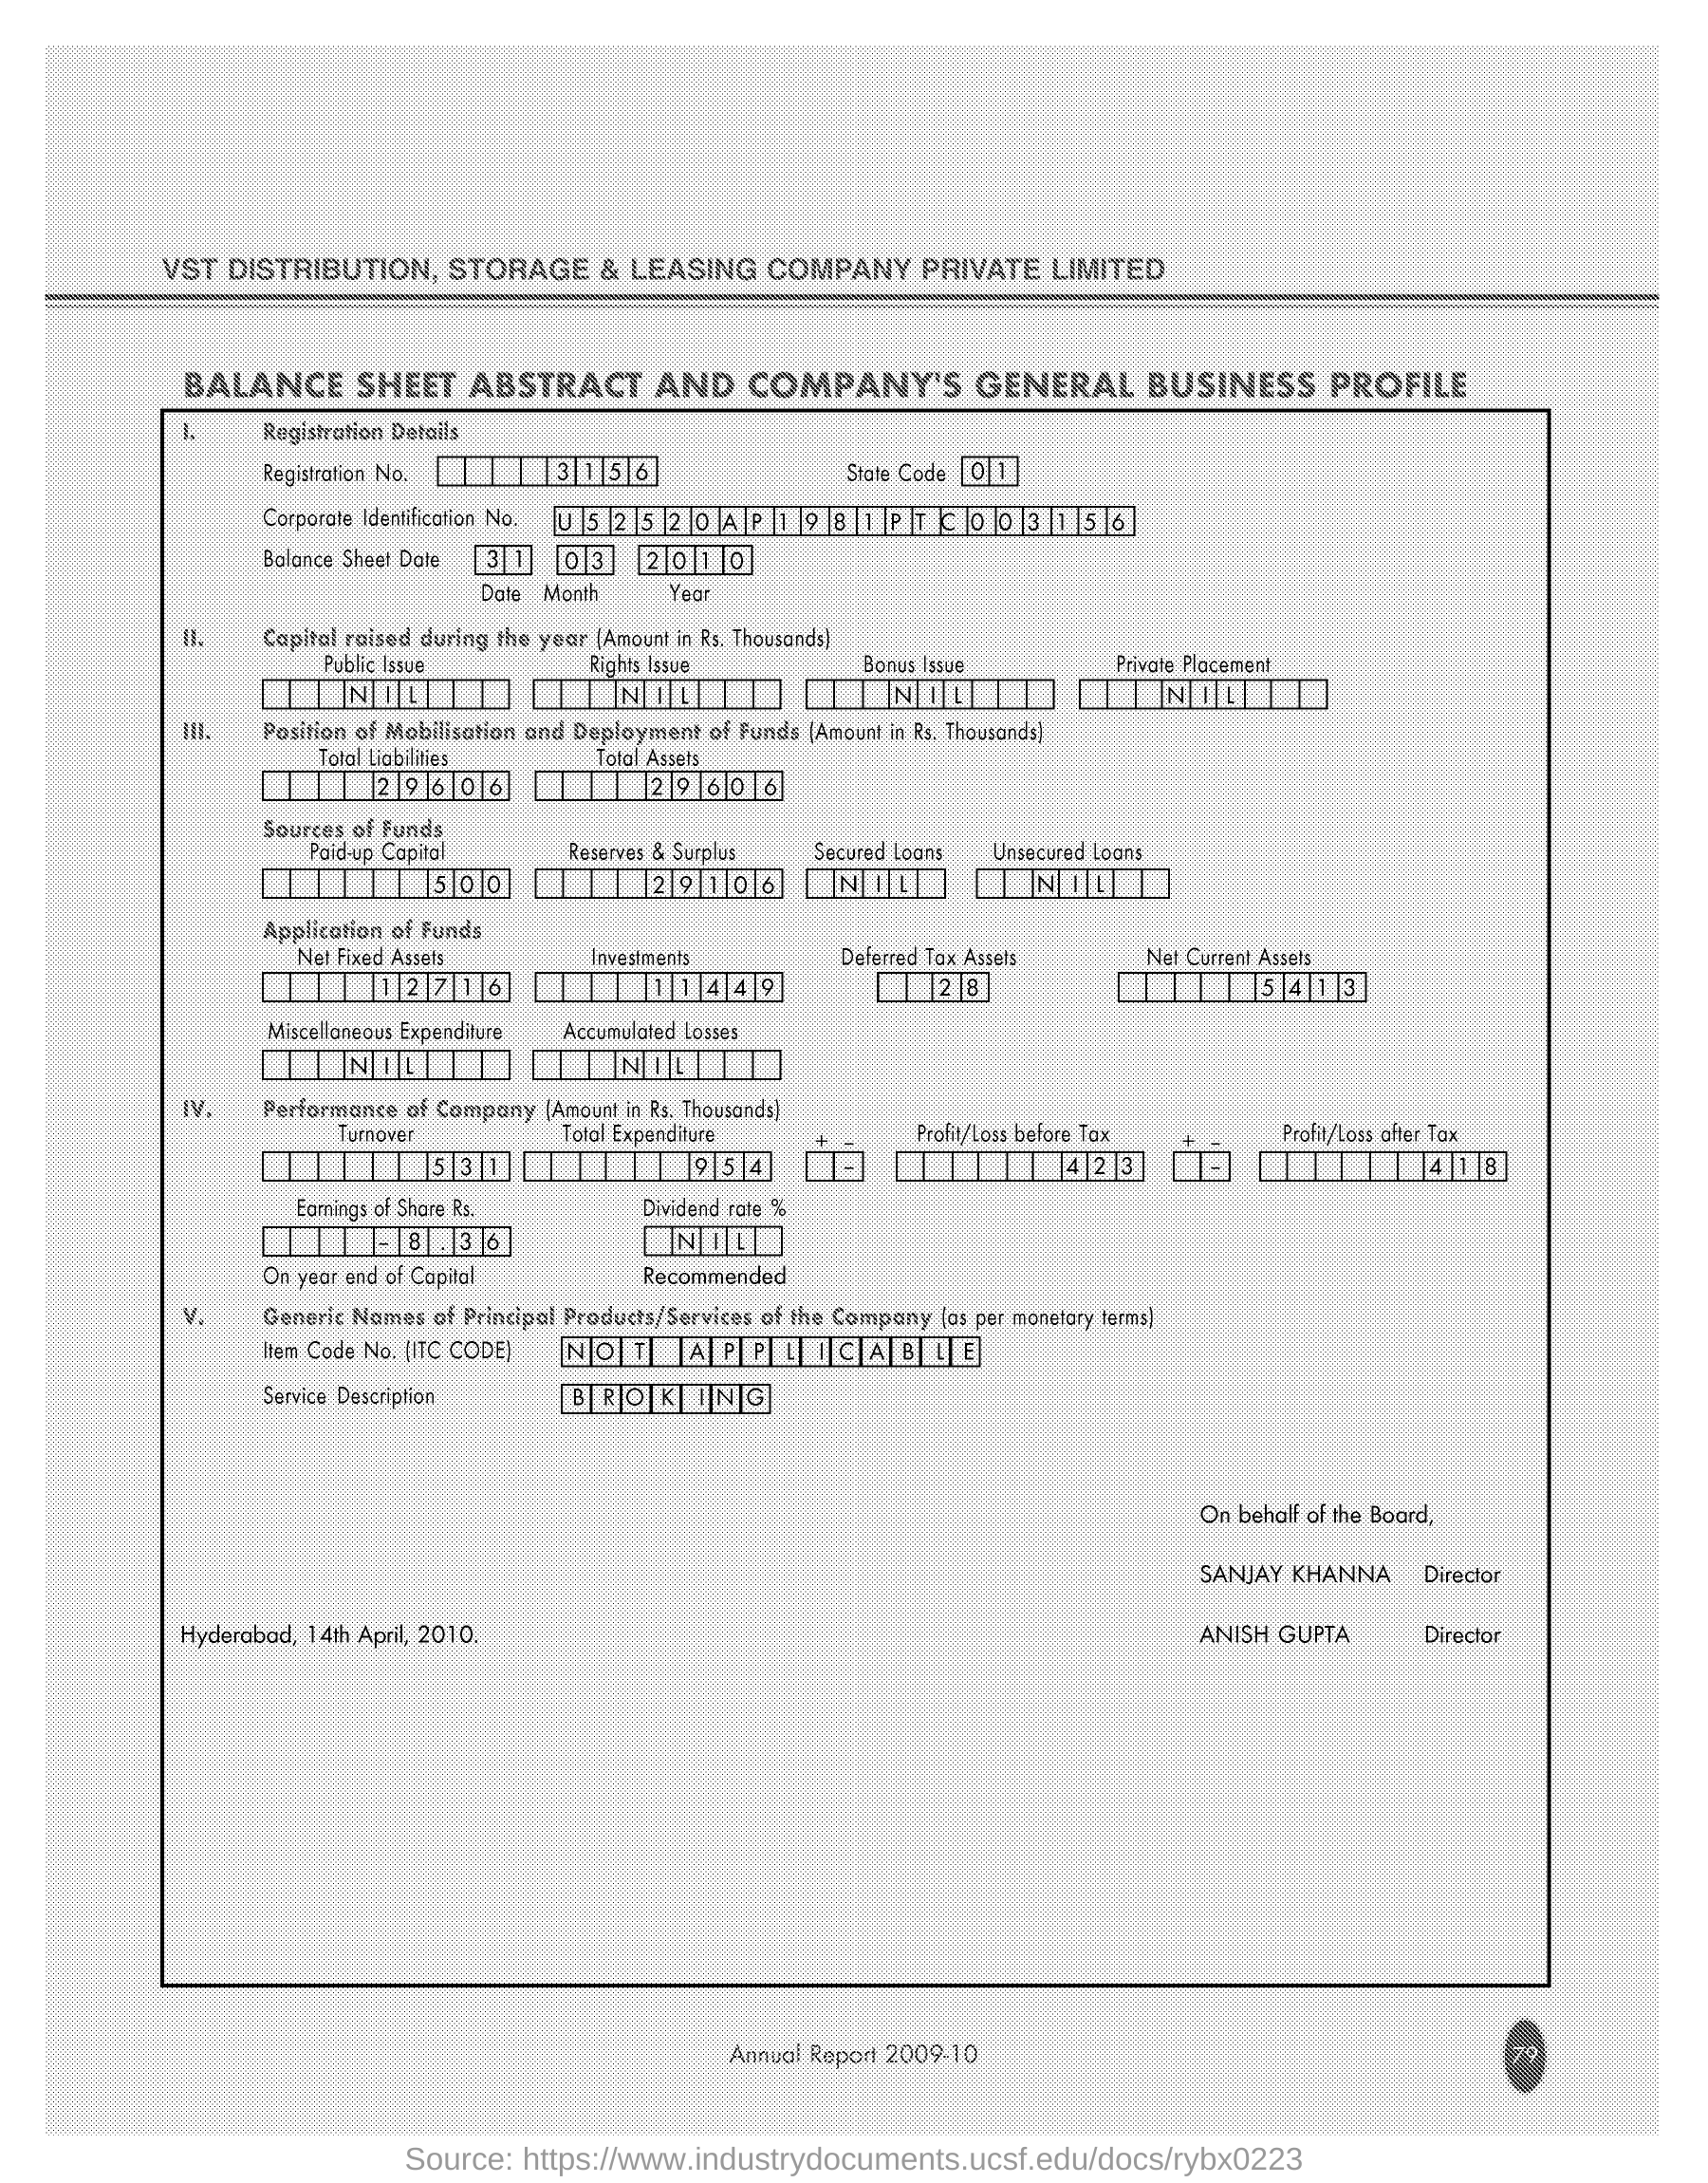 VST DISTRIBUTION, STORAGE & LEASING COMPANY PRIVATE LIMITED
BALANCE SHEET ABSTRACT AND COMPANY'S GENERAL BUSINESS PROFILE
I. Registration Details
Registration No. 3156 State Code 01
Corporate Identification No. U52520AP1981PTC003156
Balance Sheet Date 31 03 2010
Date Month Year
II. Capital raised during the year (Amount in Rs. Thousands)
Public Issue Rights Issue Bonus Issue Private Placement
NIL NIL NIL NIL
III. Position of Mobilisation and Deployment of Funds (Amount in Rs. Thousands)
Total Liabilities Total Assets
29606 29606
Sources of Funds
Paid-up Capital Reserves & Surplus Secured Loans Unsecured Loans
500 29106 NIL NIL
Application of Funds
Net Fixed Assets Investments Deferred Tax Assets Net Current Assets
12716 11449 28 5413
Miscellaneous Expenditure Accumulated Losses
NIL NIL
IV. Performance of Company (Amount in Rs. Thousands)
Turnover Total Expenditure + - Profit/Loss before Tax + - Profit/Loss after Tax
531 954 - 423 - 418
Earnings of Share Rs. Dividend rate %
-8.36 NIL
On year end of Capital Recommended
V. Generic Names of Principal Products/Services of the Company (as per monetary terms)
Item Code No. (ITC CODE) NOT APPLICABLE
Service Description BROKING
On behalf of the Board,
SANJAY KHANNA Director
Hyderabad, 14th April, 2010. ANISH GUPTA Director
Annual Report 2009-10
79
Source: https://www.industrydocuments.ucsf.edu/docs/rybx0223